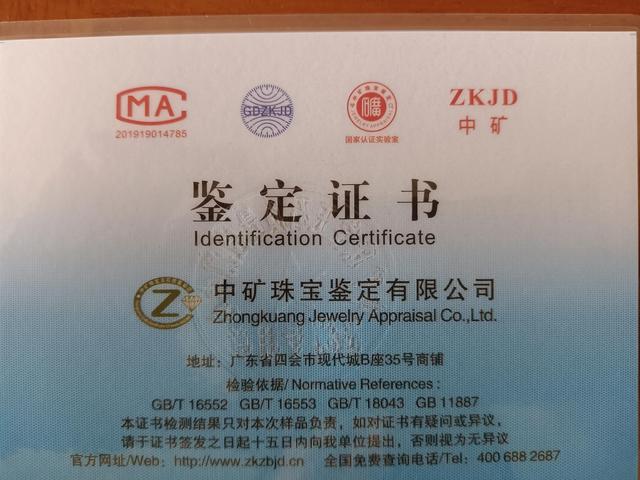 CMA ZKJD
GDZKJD
201919014785 国家认证实验室 中矿
鉴定证书
Identification Certificate
Z 中矿珠宝鉴定有限公司
Zhongkuang Jewelry Appraisal Co.,Ltd.
地址：广东省四会市现代城B座35号商铺
检验依据/ Normative References :
GB/T 16552 GB/T 16553 GB/T 18043 GB 11887
本证书检测结果只对本次样品负责，如对证书有疑问或异议，
请于证书签发之日起十五日内向我单位提出，否则视为无异议
官方网址/Web: http://www.zkzbjd.cn 全国免费查询电话/Tel: 400 688 2687